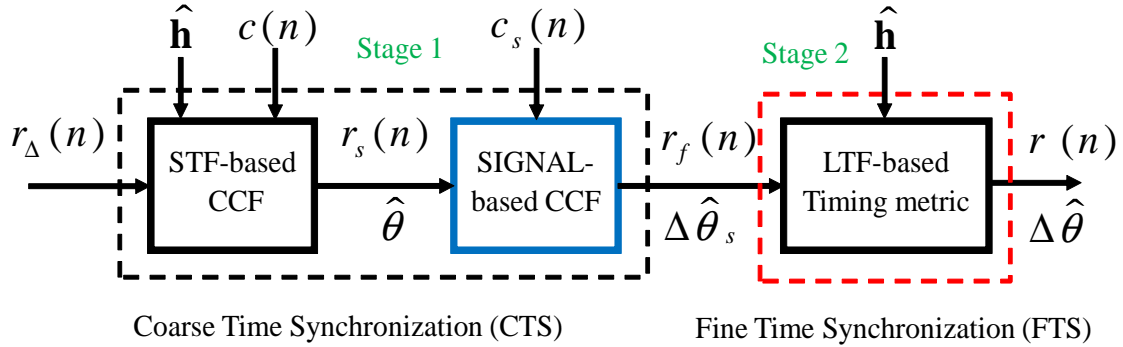 ĥ c(n) Stage 1 c_s(n) Stage 2 ĥ
r_Δ(n) STF-based CCF r_s(n) SIGNAL-based CCF r_f(n) LTF-based Timing metric r (n)
θ̂ Δθ̂_s Δθ̂
Coarse Time Synchronization (CTS) Fine Time Synchronization (FTS)